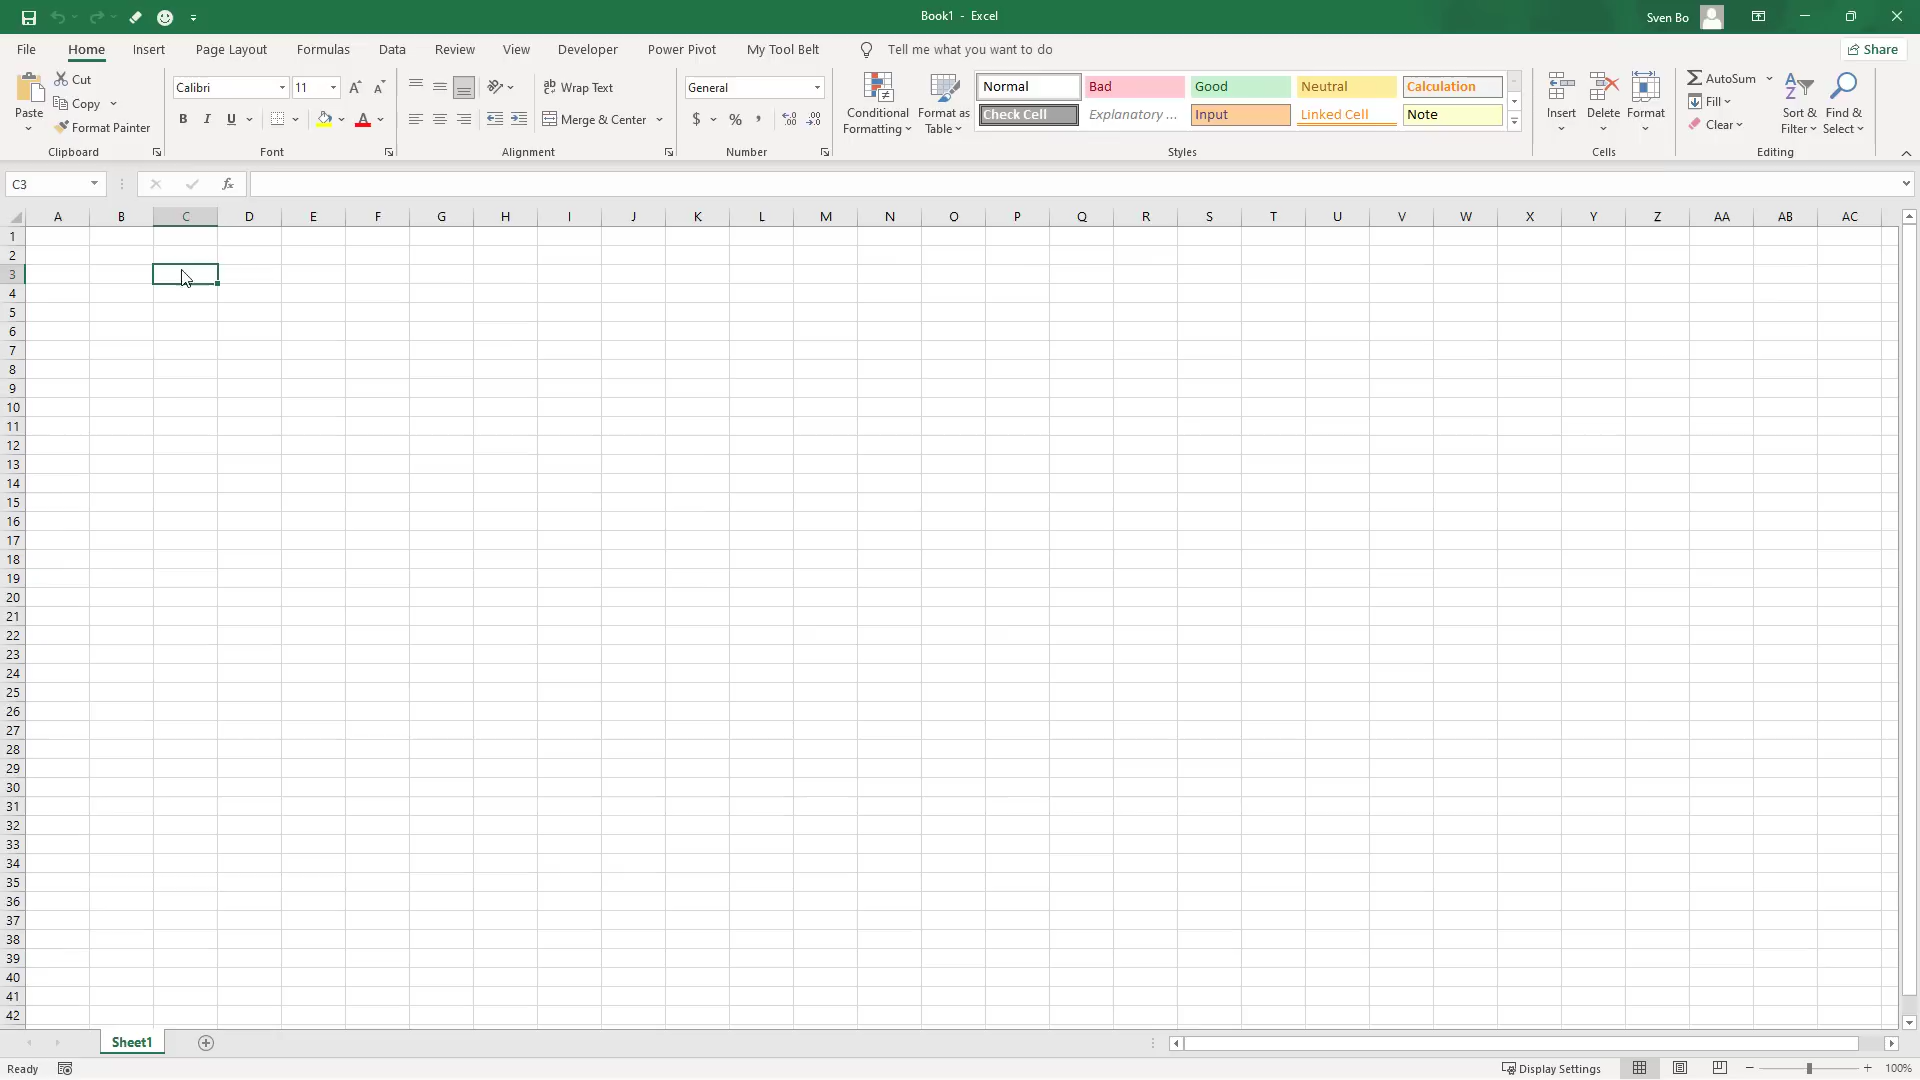 Book1 - Excel
Sven Bo
File Home Insert Page Layout Formulas Data Review View Developer Power Pivot My Tool Belt Tell me what you want to do Share
Paste
Cut
Copy
Format Painter
Clipboard
Calibri 11
B I U A
Font
Wrap Text
Merge & Center
Alignment
General
$ % ,
Number
Conditional Formatting
Format as Table
Normal Bad Good Neutral Calculation
Check Cell Explanatory ... Input Linked Cell Note
Styles
Insert Delete Format
Cells
AutoSum
Fill
Clear
Sort & Filter
Find & Select
Editing
C3 fx
A B C D E F G H I J K L M N O P Q R S T U V W X Y Z AA AB AC
1
2
3
4
5
6
7
8
9
10
11
12
13
14
15
16
17
18
19
20
21
22
23
24
25
26
27
28
29
30
31
32
33
34
35
36
37
38
39
40
41
42
Sheet1
Ready Display Settings 100%